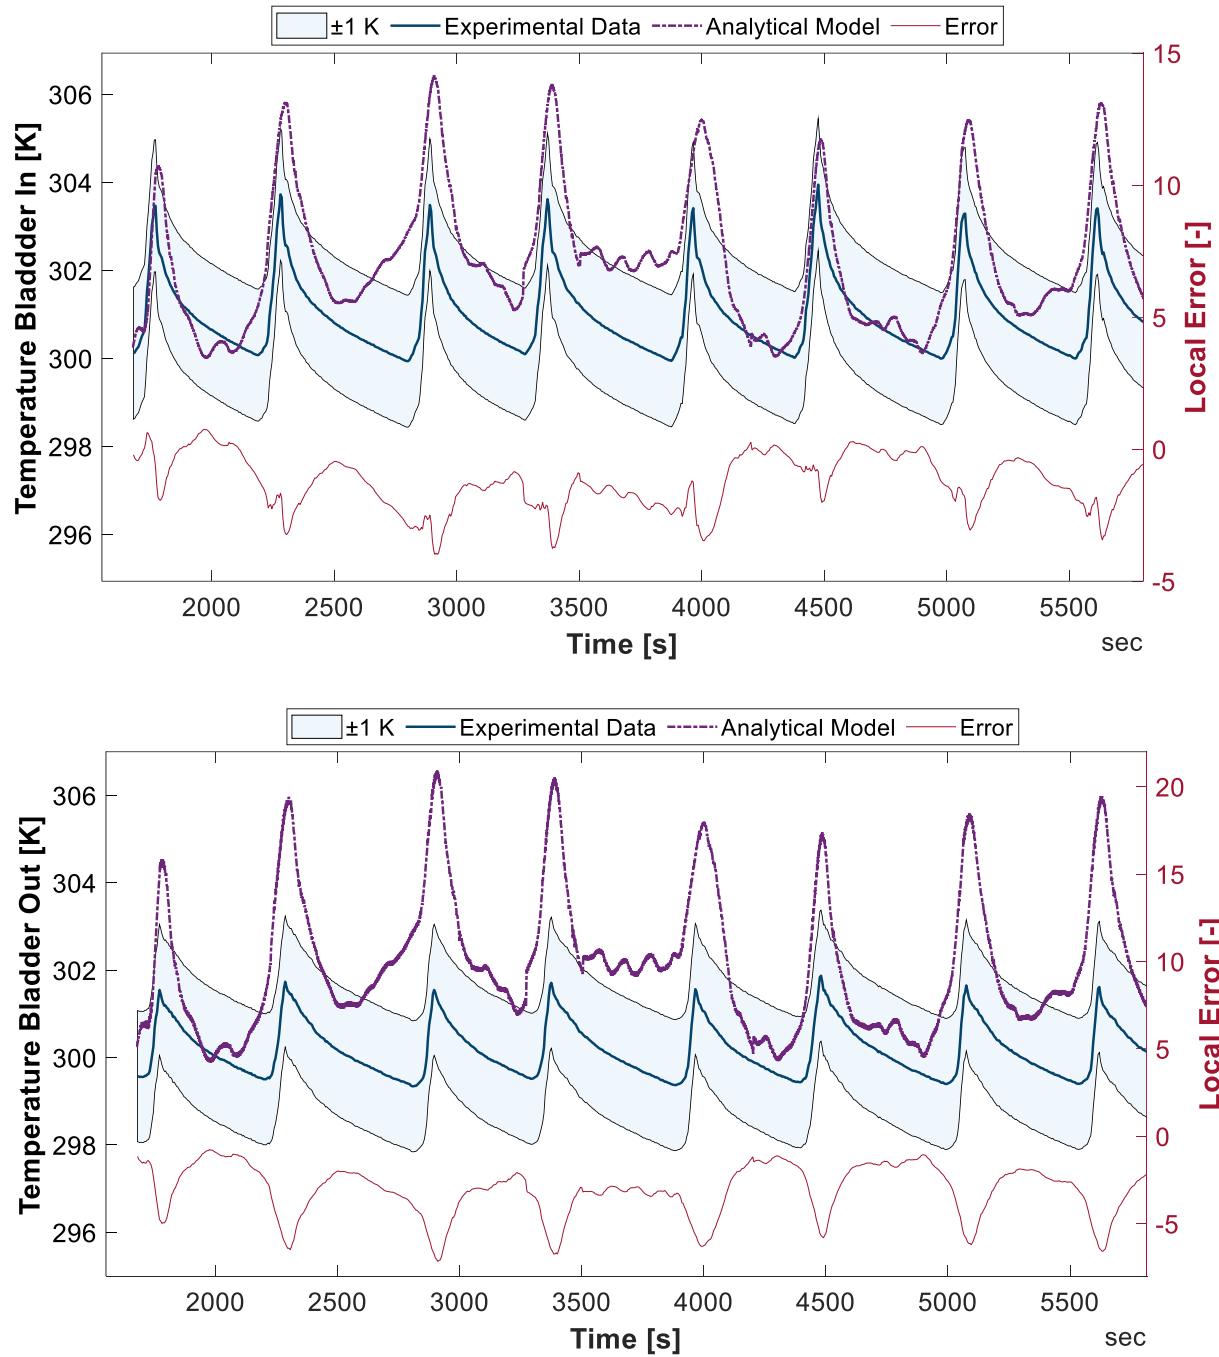 ±1 K Experimental Data Analytical Model Error
Temperature Bladdder In [K]
306
304
302
300
298
296
15
10
5
0
-5
Local Error [-]
2000 2500 3000 3500 4000 4500 5000 5500
Time [s]
sec
±1 K Experimental Data Analytical Model Error
Temperature Bladder Out [K]
306
304
302
300
298
296
20
15
10
5
0
-5
Local Error [-]
2000 2500 3000 3500 4000 4500 5000 5500
Time [s]
sec